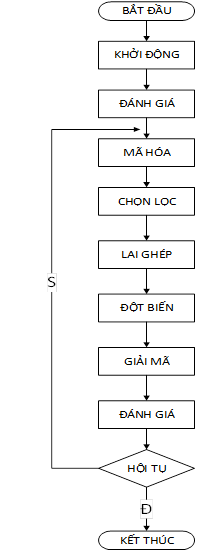 BẮT ĐẦU
KHỞI ĐỘNG
ĐÁNH GIÁ
MÃ HÓA
CHỌN LỌC
LAI GHÉP
ĐỘT BIẾN
GIẢI MÃ
ĐÁNH GIÁ
HỘI TỤ
S
Đ
KẾT THÚC